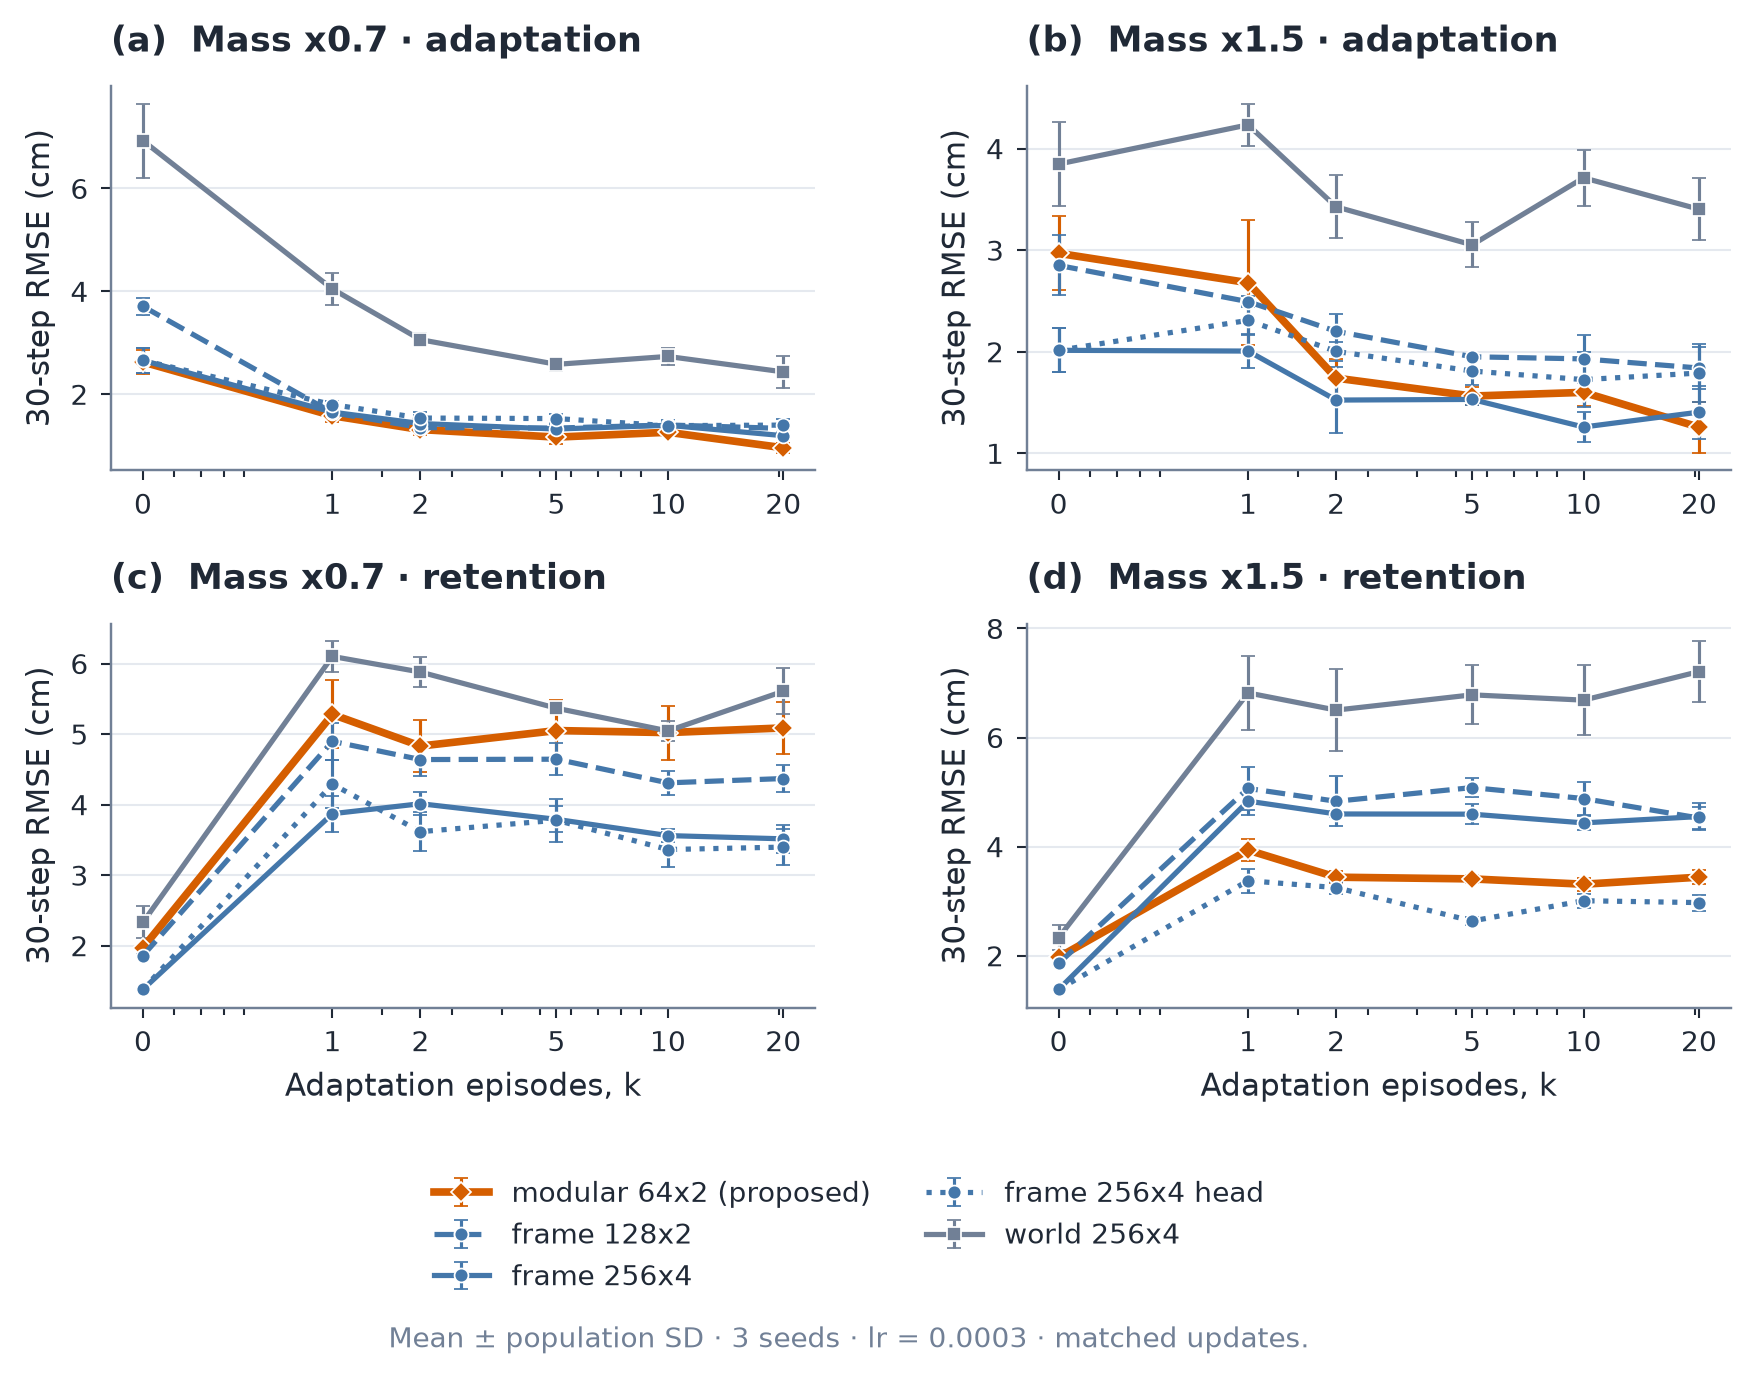 (a) Mass x0.7 · adaptation
30-step RMSE (cm)
6
4
2
0 1 2 5 10 20
(b) Mass x1.5 · adaptation
30-step RMSE (cm)
4
3
2
1
0 1 2 5 10 20
(c) Mass x0.7 · retention
30-step RMSE (cm)
6
5
4
3
2
0 1 2 5 10 20
Adaptation episodes, k
(d) Mass x1.5 · retention
30-step RMSE (cm)
8
6
4
2
0 1 2 5 10 20
Adaptation episodes, k
modular 64x2 (proposed)
frame 128x2
frame 256x4
frame 256x4 head
world 256x4
Mean ± population SD · 3 seeds · lr = 0.0003 · matched updates.